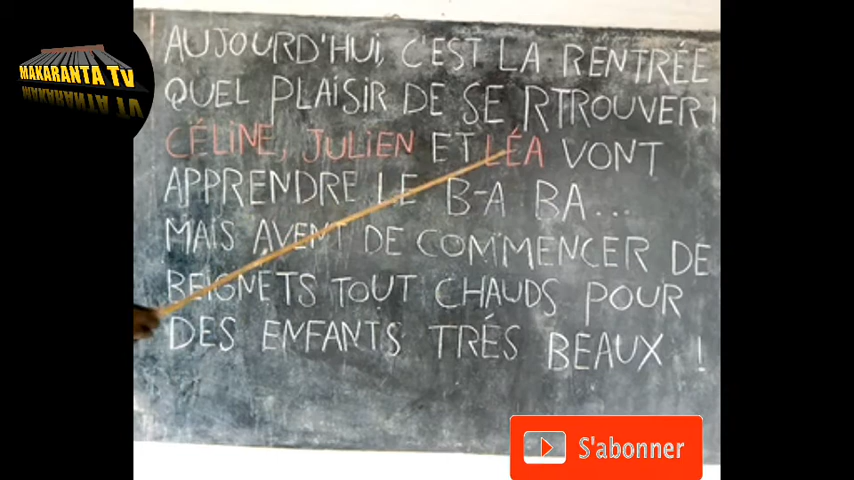 MAKARANTA TV
AUJOURD'HUI, C'EST LA RENTRÉE
QUEL PLAISIR DE SE RTROUVER !
CÉLINE, JULIEN ET LÉA VONT
APPRENDRE LE B-A BA...
MAIS AVENT DE COMMENCER DE
BEIGNETS TOUT CHAUDS POUR
DES ENFANTS TRÉS BEAUX !
S'abonner